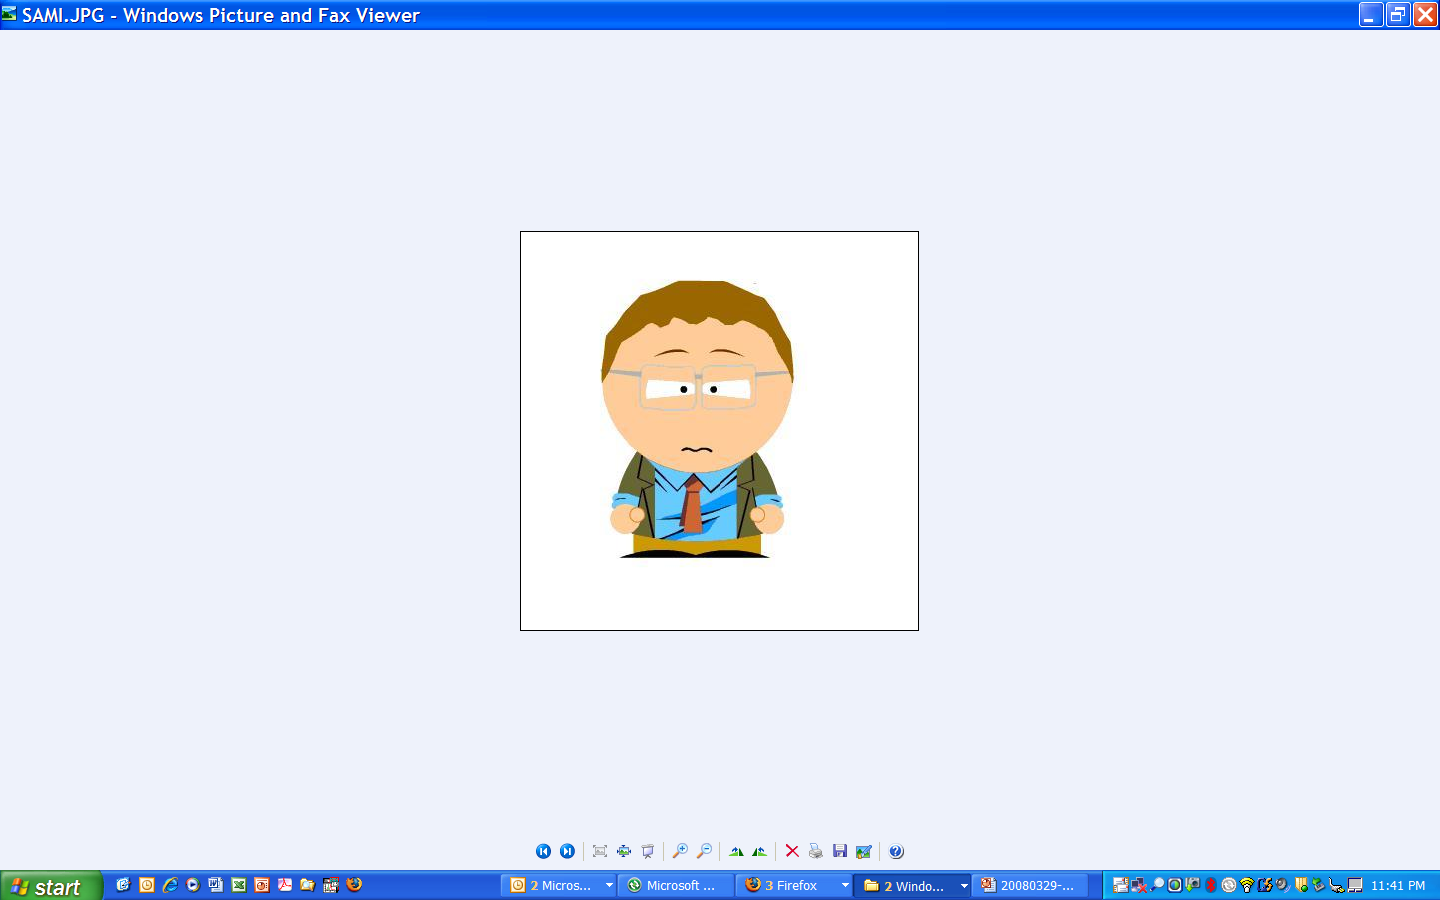 SAMI.JPG - Windows Picture and Fax Viewer
start
2 Micros...
Microsoft ...
3 Firefox
2 Windo...
20080329-...
11:41 PM